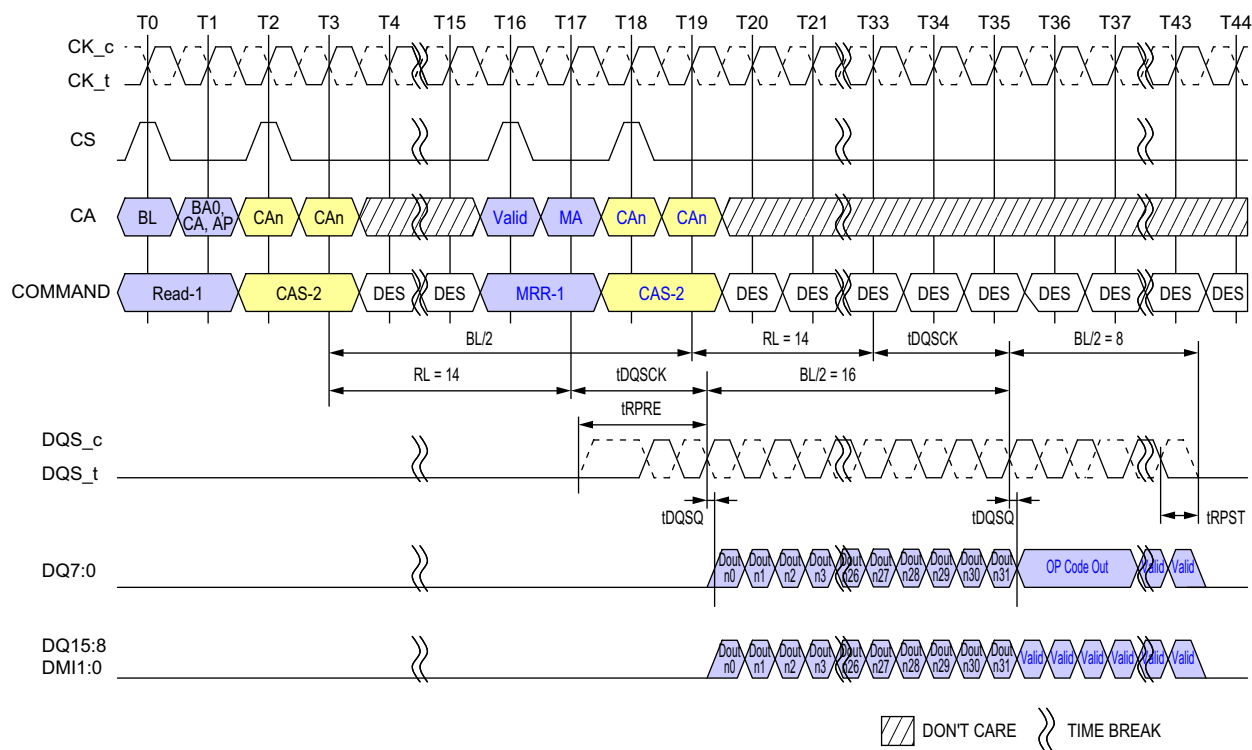 T0 T1 T2 T3 T4 T15 T16 T17 T18 T19 T20 T21 T33 T34 T35 T36 T37 T43 T44
CK_c
CK_t
CS
CA
BL BA0, CA, AP CAn CAn Valid MA CAn CAn
COMMAND
Read-1 CAS-2 DES DES MRR-1 CAS-2 DES DES DES DES DES DES DES DES DES
BL/2 RL = 14 tDQSCK BL/2 = 8
RL = 14 tDQSCK BL/2 = 16
tRPRE
DQS_c
DQS_t
tDQSQ tDQSQ tRPST
DQ7:0
Dout n0 Dout n1 Dout n2 Dout n3 Dout n26 Dout n27 Dout n28 Dout n29 Dout n30 Dout n31 OP Code Out Valid Valid
DQ15:8
DMI1:0
Dout n0 Dout n1 Dout n2 Dout n3 Dout n26 Dout n27 Dout n28 Dout n29 Dout n30 Dout n31 Valid Valid Valid Valid Valid Valid
DON'T CARE TIME BREAK